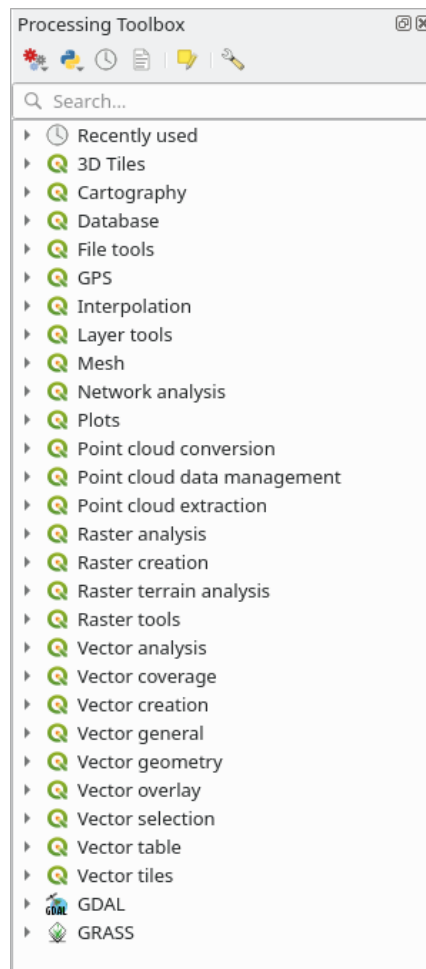 Processing Toolbox
Search...
Recently used
3D Tiles
Cartography
Database
File tools
GPS
Interpolation
Layer tools
Mesh
Network analysis
Plots
Point cloud conversion
Point cloud data management
Point cloud extraction
Raster analysis
Raster creation
Raster terrain analysis
Raster tools
Vector analysis
Vector coverage
Vector creation
Vector general
Vector geometry
Vector overlay
Vector selection
Vector table
Vector tiles
GDAL GDAL
GRASS